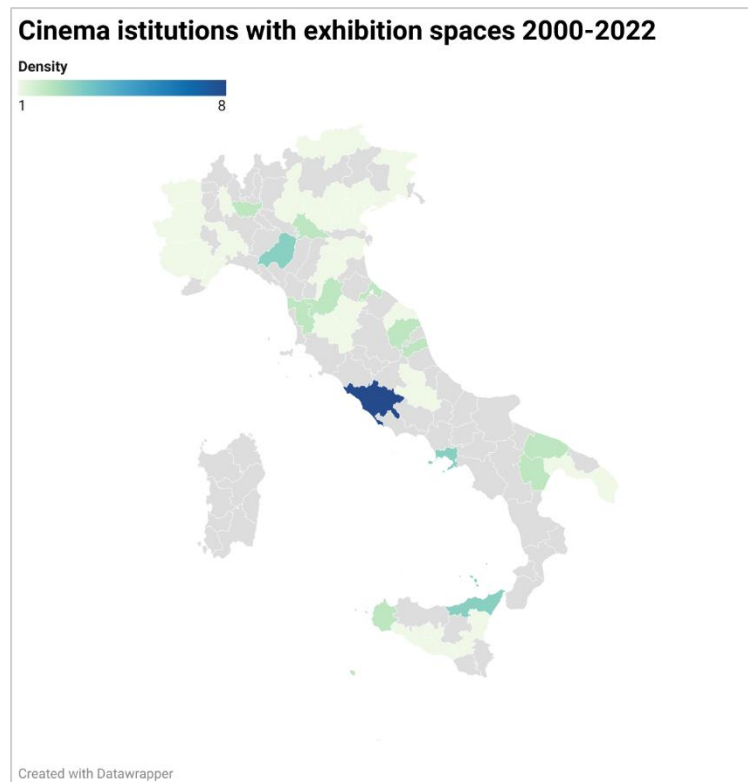 Cinema istitutions with exhibition spaces 2000-2022
Density
1 8
Created with Datawrapper